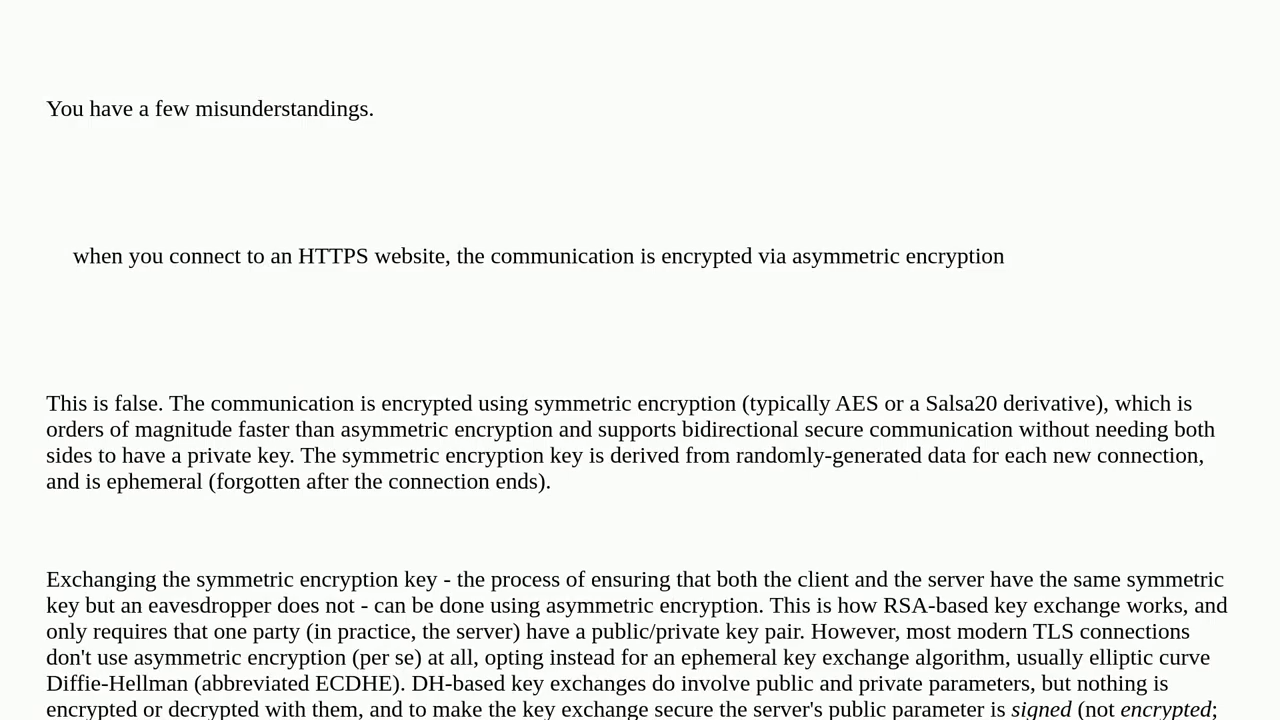 You have a few misunderstandings.
when you connect to an HTTPS website, the communication is encrypted via asymmetric encryption
This is false. The communication is encrypted using symmetric encryption (typically AES or a Salsa20 derivative), which is
orders of magnitude faster than asymmetric encryption and supports bidirectional secure communication without needing both
sides to have a private key. The symmetric encryption key is derived from randomly-generated data for each new connection,
and is ephemeral (forgotten after the connection ends).
Exchanging the symmetric encryption key - the process of ensuring that both the client and the server have the same symmetric
key but an eavesdropper does not - can be done using asymmetric encryption. This is how RSA-based key exchange works, and
only requires that one party (in practice, the server) have a public/private key pair. However, most modern TLS connections
don't use asymmetric encryption (per se) at all, opting instead for an ephemeral key exchange algorithm, usually elliptic curve
Diffie-Hellman (abbreviated ECDHE). DH-based key exchanges do involve public and private parameters, but nothing is
encrypted or decrypted with them, and to make the key exchange secure the server's public parameter is signed (not encrypted;